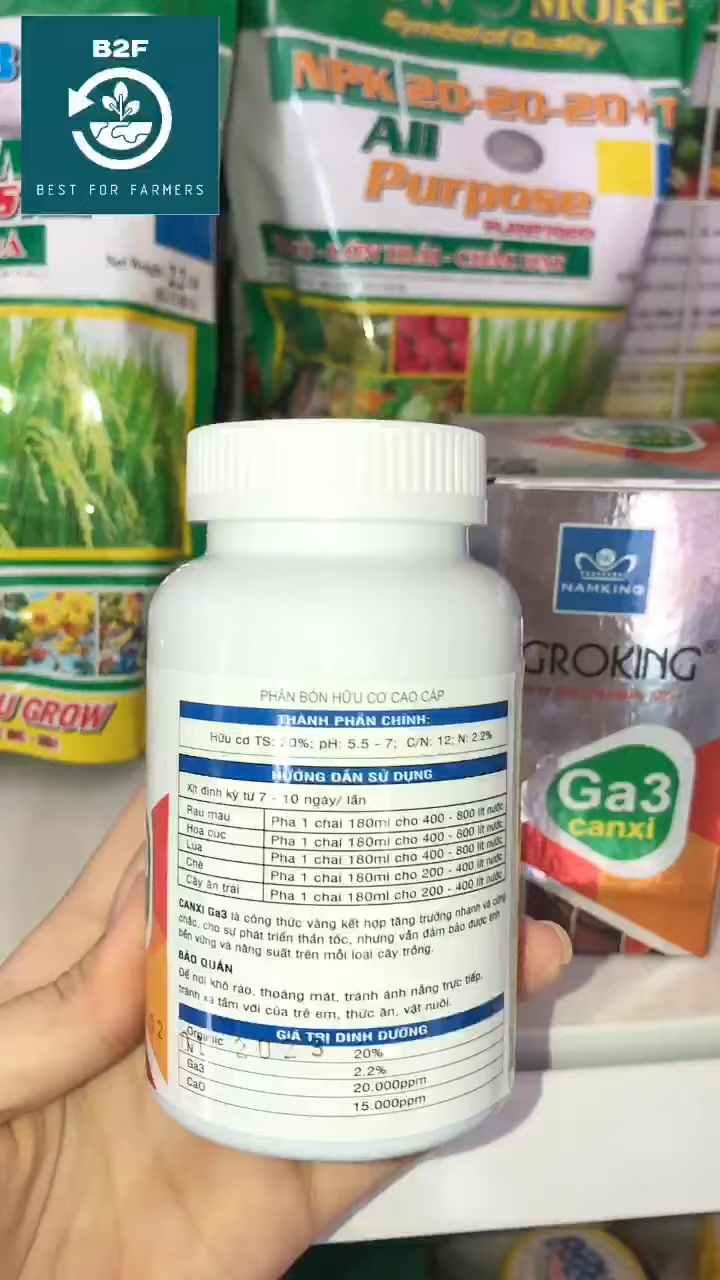 B2F
BEST FOR FARMERS
MORE
Symbol of Quality
NPK 20-20-20+T
All
Purpose
U GROW
NAMKING
GROKING®
Ga3
canxi
PHÂN BÓN HỮU CƠ CAO CẤP
THÀNH PHẦN CHÍNH:
Hữu cơ TS: 20%; pH: 5.5 - 7; C/N: 12; N: 2.2%
HƯỚNG DẪN SỬ DỤNG
Xịt định kỳ từ 7 - 10 ngày/ lần
Rau màu Pha 1 chai 180ml cho 400 - 800 lít nước
Hoa cúc Pha 1 chai 180ml cho 400 - 800 lít nước
Lúa Pha 1 chai 180ml cho 400 - 800 lít nước
Chè Pha 1 chai 180ml cho 200 - 400 lít nước
Cây ăn trái Pha 1 chai 180ml cho 200 - 400 lít nước
CANXI Ga3 là công thức vàng kết hợp tăng trưởng nhanh và cứng
chắc, cho sự phát triển thần tốc, nhưng vẫn đảm bảo được tính
bền vững và năng suất trên mỗi loại cây trồng.
BẢO QUẢN
Để nơi khô ráo, thoáng mát, tránh ánh nắng trực tiếp,
tránh xa tầm với của trẻ em, thức ăn, vật nuôi.
GIÁ TRỊ DINH DƯỠNG
Organic 20%
N 2.2%
Ga3 20.000ppm
CaO 15.000ppm